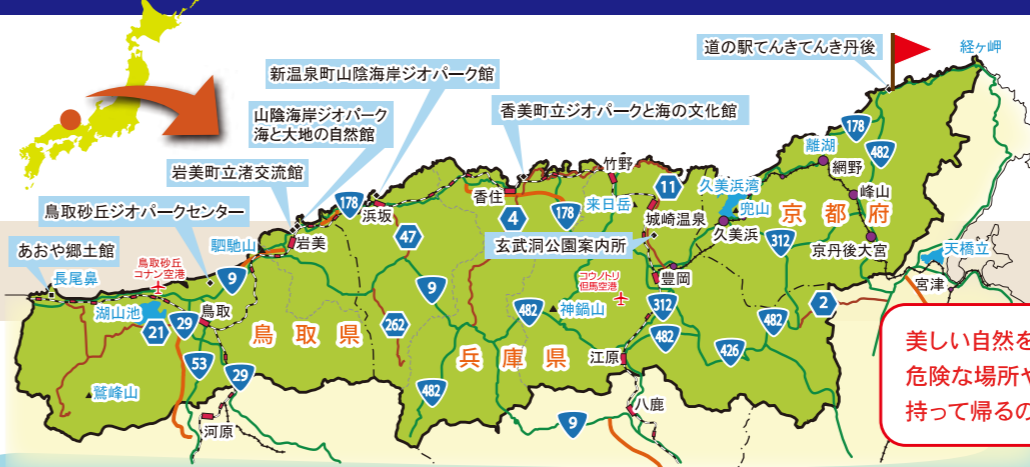 道の駅てんきてんき丹後
経ヶ岬
新温泉町山陰海岸ジオパーク館
山陰海岸ジオパーク
海と大地の自然館
香美町立ジオパークと海の文化館
岩美町立渚交流館
鳥取砂丘ジオパークセンター
あおや郷土館
長尾鼻
鳥取砂丘
コナン空港
駟馳山
岩美
浜坂
香住
竹野
来日岳
城崎温泉
玄武洞公園案内所
久美浜湾
兜山
久美浜
離湖
網野
峰山
京丹後大宮
京都府
天橋立
宮津
豊岡
コウノトリ
但馬空港
神鍋山
湖山池
鳥取
鳥取県
兵庫県
江原
八鹿
鷲峰山
河原
178
482
178
11
4
178
47
312
9
9
2
21
29
262
482
312
482
482
426
53
29
482
9
美しい自然を
危険な場所や
持って帰るの